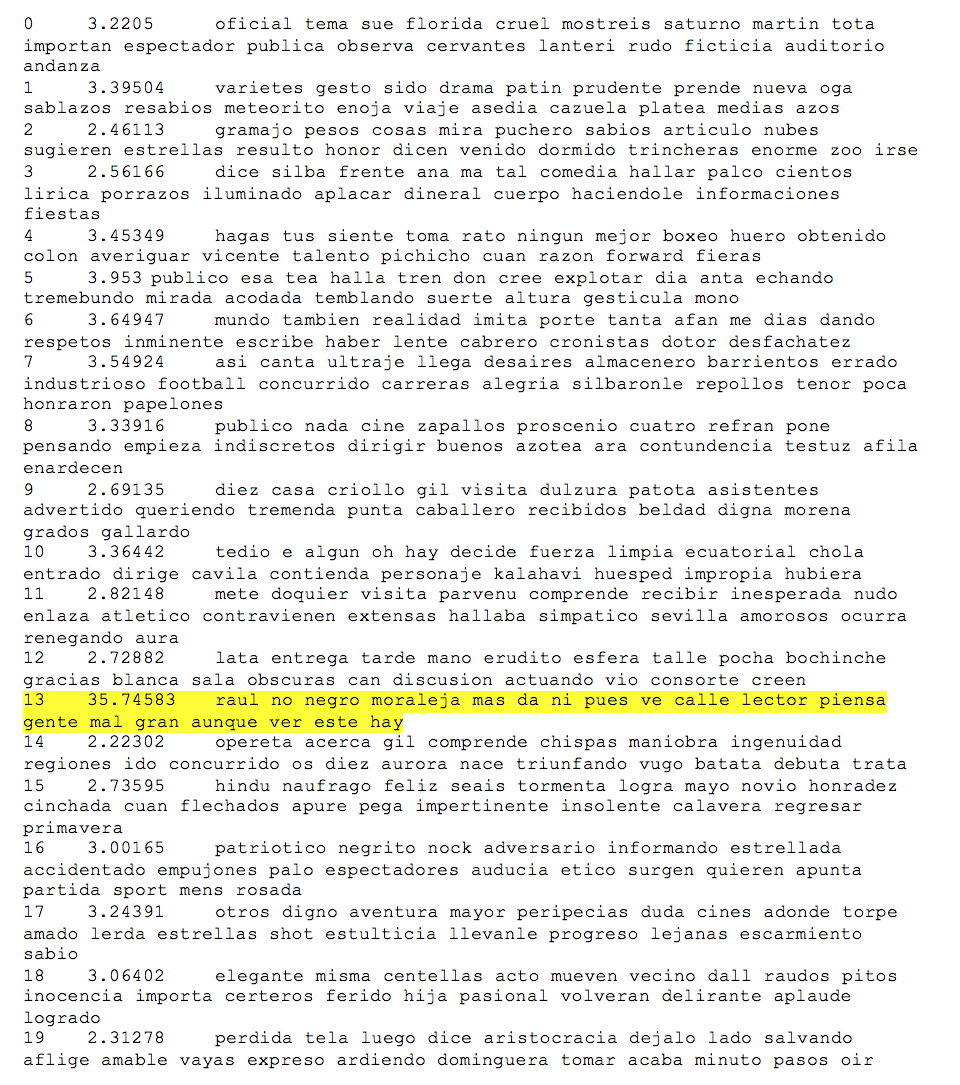 0 3.2205 oficial tema sue florida cruel mostreis saturno martin tota
importan espectador publica observa cervantes lanteri rudo ficticia auditorio
andanza
1 3.39504 varietes gesto sido drama patin prudente prende nueva oga
sablazos resabios meteorito enoja viaje asedia cazuela platea medias azos
2 2.46113 gramajo pesos cosas mira puchero sabios articulo nubes
sugieren estrellas resulto honor dicen venido dormido trincheras enorme zoo irse
3 2.56166 dice silba frente ana ma tal comedia hallar palco cientos
lirica porrazos iluminado aplacar dineral cuerpo haciendole informaciones
fiestas
4 3.45349 hagas tus siente toma rato ningun mejor boxeo huero obtenido
colon averiguar vicente talento pichicho cuan razon forward fieras
5 3.953 publico esa tea halla tren don cree explotar dia anta echando
tremebundo mirada acodada temblando suerte altura gesticula mono
6 3.64947 mundo tambien realidad imita porte tanta afan me dias dando
respetos inminente escribe haber lente cabrero cronistas dotor desfachatez
7 3.54924 asi canta ultraje llega desaires almacenero barrientos errado
industrioso football concurrido carreras alegria silbaronle repollos tenor poca
honraron papelones
8 3.33916 publico nada cine zapallos proscenio cuatro refran pone
pensando empieza indiscretos dirigir buenos azotea ara contundencia testuz afila
enardecen
9 2.69135 diez casa criollo gil visita dulzura patota asistentes
advertido queriendo tremenda punta caballero recibidos beldad digna morena
grados gallardo
10 3.36442 tedio e algun oh hay decide fuerza limpia ecuatorial chola
entrado dirige cavila contienda personaje kalahavi huesped impropia hubiera
11 2.82148 mete doquier visita parvenu comprende recibir inesperada nudo
enlaza atletico contravienen extensas hallaba simpatico sevilla amorosos ocurra
renegando aura
12 2.72882 lata entrega tarde mano erudito esfera talle pocha bochinche
gracias blanca sala obscuras can discusion actuando vio consorte creen
13 35.74583 raul no negro moraleja mas da ni pues ve calle lector piensa
gente mal gran aunque ver este hay
14 2.22302 opereta acerca gil comprende chispas maniobra ingenuidad
regiones ido concurrido os diez aurora nace triunfando vugo batata debuta trata
15 2.73595 hindu naufrago feliz seais tormenta logra mayo novio honradez
cinchada cuan flechados apure pega impertinente insolente calavera regresar
primavera
16 3.00165 patriotico negrito nock adversario informando estrellada
accidentado empujones palo espectadores auducia etico surgen quieren apunta
partida sport mens rosada
17 3.24391 otros digno aventura mayor peripecias duda cines adonde torpe
amado lerda estrellas shot estulticia llevanle progreso lejanas escarmiento
sabio
18 3.06402 elegante misma centellas acto mueven vecino dall raudos pitos
inocencia importa certeros ferido hija pasional volveran delirante aplaude
logrado
19 2.31278 perdida tela luego dice aristocracia dejalo lado salvando
aflige amable vayas expreso ardiendo dominguera tomar acaba minuto pasos oir